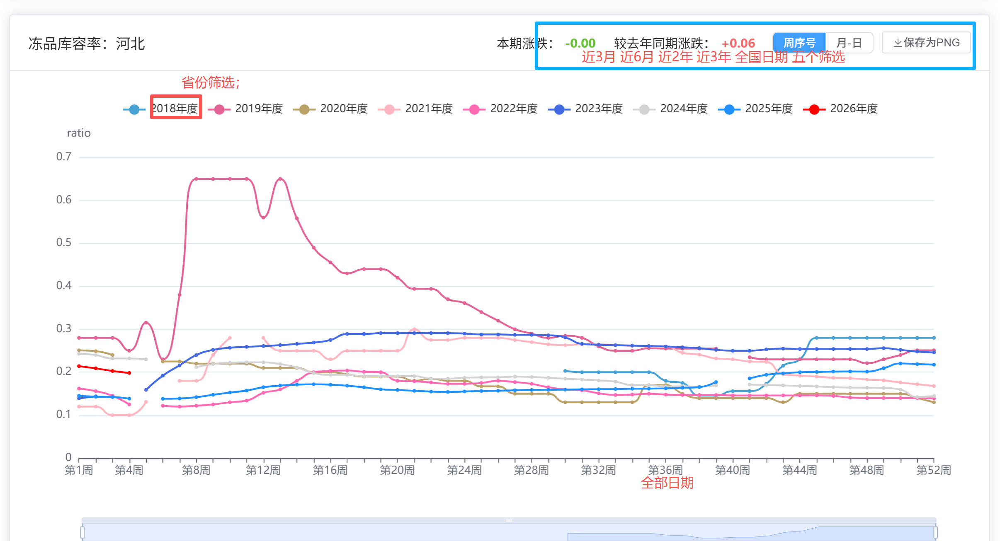 冻品库容率：河北
本期涨跌： -0.00 较去年同期涨跌： +0.06 周序号 月-日 保存为PNG
近3月 近6月 近2年 近3年 全国日期 五个筛选
省份筛选；
2018年度 2019年度 2020年度 2021年度 2022年度 2023年度 2024年度 2025年度 2026年度
ratio
0.7
0.6
0.5
0.4
0.3
0.2
0.1
0
第1周 第4周 第8周 第12周 第16周 第20周 第24周 第28周 第32周 第36周 第40周 第44周 第48周 第52周
全部日期